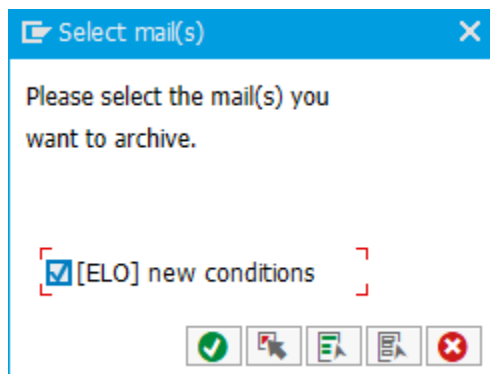 Select mail(s)
Please select the mail(s) you
want to archive.
[ELO] new conditions